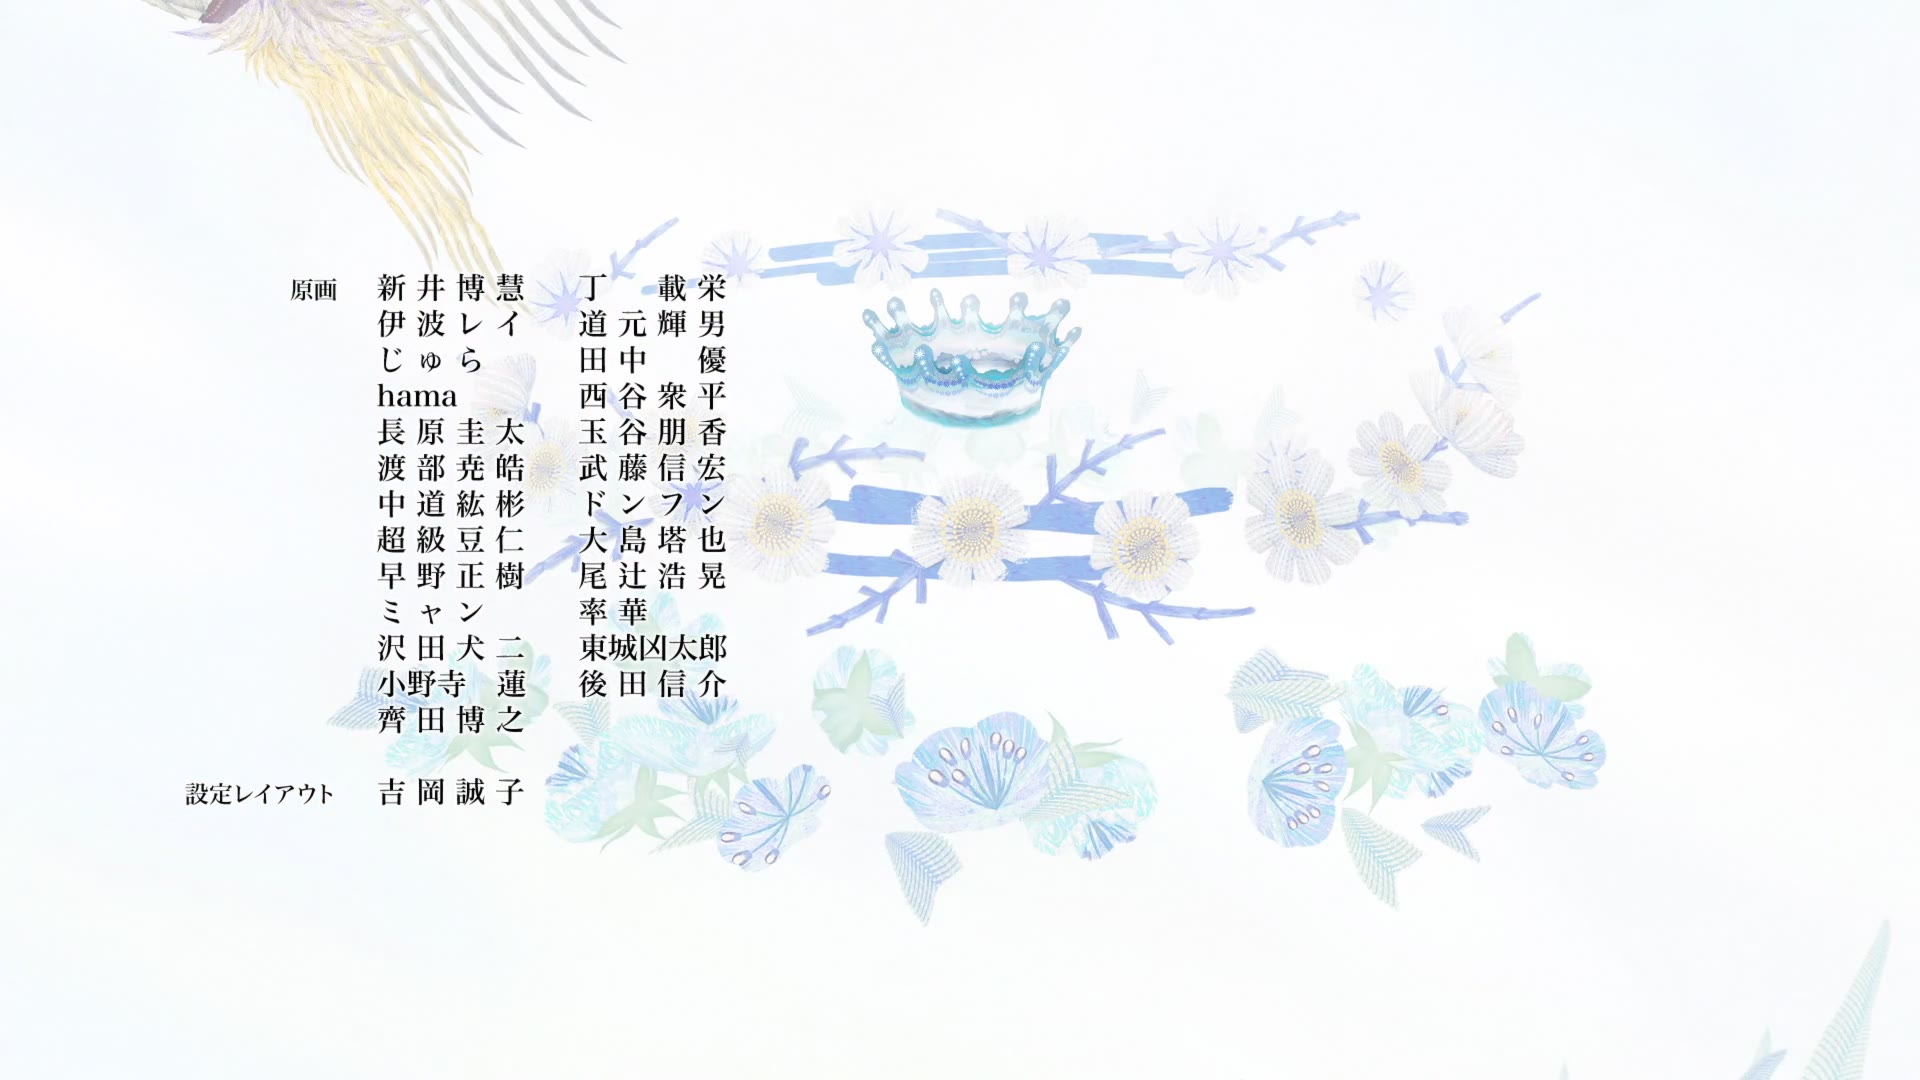 原画 新井博慧 丁 載栄
伊波レイ 道元輝男
じゅら 田中 優
hama 西谷衆平
長原圭太 玉谷朋香
渡部尭皓 武藤信宏
中道紘彬 ドンフン
超級豆仁 大島塔也
早野正樹 尾辻浩晃
ミャン 率華
沢田犬二 東城凶太郎
小野寺 蓮 後田信介
齊田博之
設定レイアウト 吉岡誠子